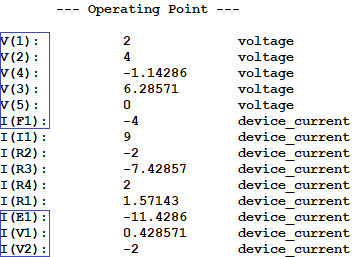 --- Operating Point ---
V(1): 2 voltage
V(2): 4 voltage
V(4): -1.14286 voltage
V(3): 6.28571 voltage
V(5): 0 voltage
I(F1): -4 device_current
I(I1): 9 device_current
I(R2): -2 device_current
I(R3): -7.42857 device_current
I(R4): 2 device_current
I(R1): 1.57143 device_current
I(E1): -11.4286 device_current
I(V1): 0.428571 device_current
I(V2): -2 device_current